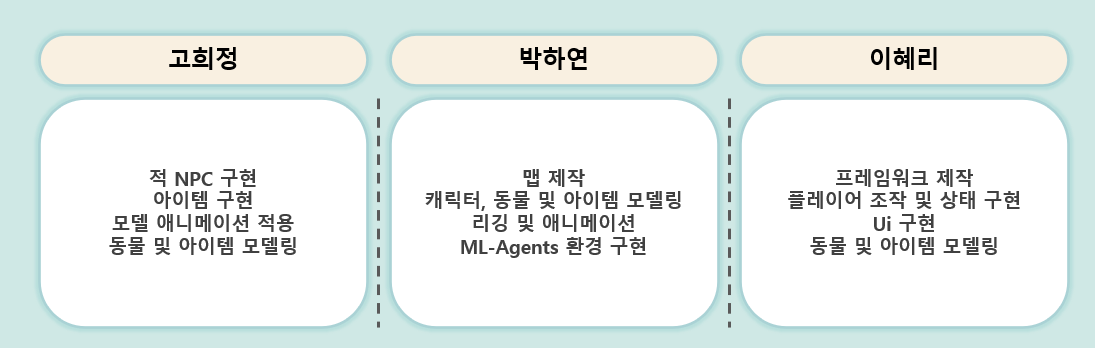 고희정
적 NPC 구현
아이템 구현
모델 애니메이션 적용
동물 및 아이템 모델링
박하연
맵 제작
캐릭터, 동물 및 아이템 모델링
리깅 및 애니메이션
ML-Agents 환경 구현
이혜리
프레임워크 제작
플레이어 조작 및 상태 구현
Ui 구현
동물 및 아이템 모델링